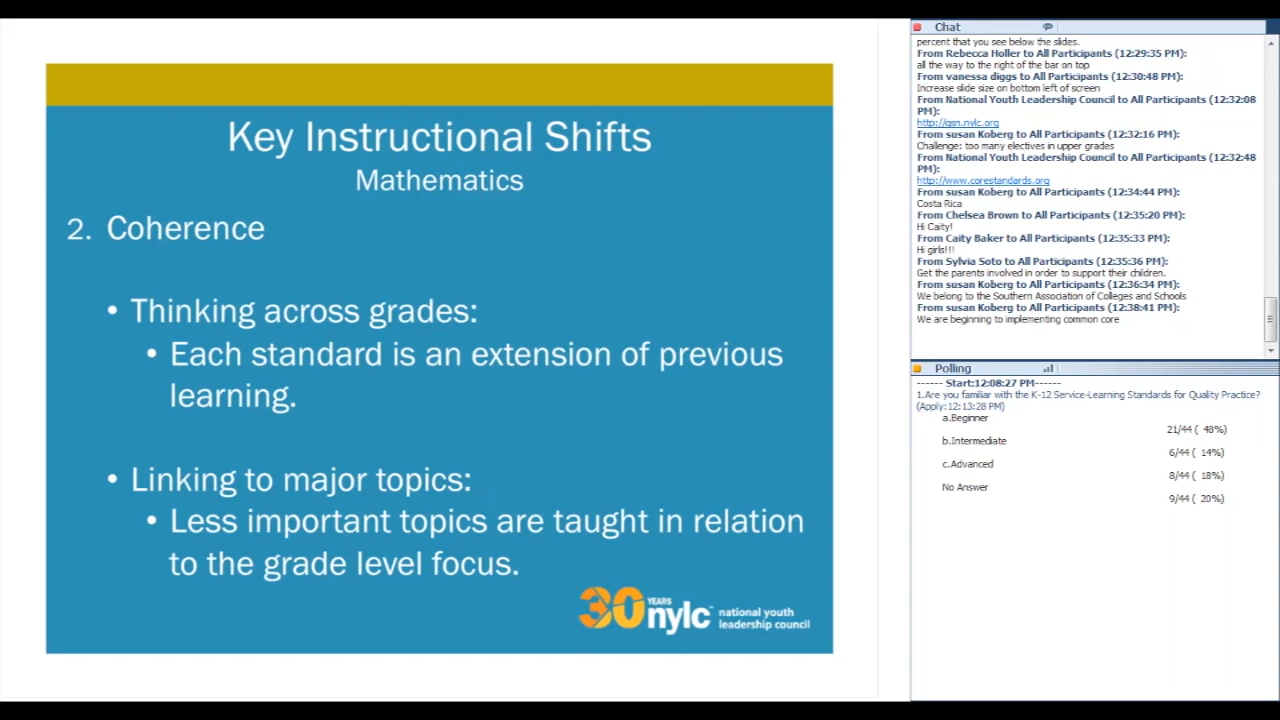 Key Instructional Shifts
Mathematics
2. Coherence
• Thinking across grades:
• Each standard is an extension of previous
learning.
• Linking to major topics:
• Less important topics are taught in relation
to the grade level focus.
30 YEARS nylc™ national youth
leadership council
Chat
percent that you see below the slides.
From Rebecca Holler to All Participants (12:29:35 PM):
all the way to the right of the bar on top
From vanessa diggs to All Participants (12:30:48 PM):
Increase slide size on bottom left of screen
From National Youth Leadership Council to All Participants (12:32:08
PM):
http://gsn.nylc.org
From susan Koberg to All Participants (12:32:16 PM):
Challenge: too many electives in upper grades
From National Youth Leadership Council to All Participants (12:32:48
PM):
http://www.corestandards.org
From susan Koberg to All Participants (12:34:44 PM):
Costa Rica
From Chelsea Brown to All Participants (12:35:20 PM):
Hi Caity!
From Caity Baker to All Participants (12:35:33 PM):
Hi girls!!!
From Sylvia Soto to All Participants (12:35:36 PM):
Get the parents involved in order to support their children.
From susan Koberg to All Participants (12:36:34 PM):
We belong to the Southern Association of Colleges and Schools
From susan Koberg to All Participants (12:38:41 PM):
We are beginning to implementing common core
Polling
------ Start:12:08:27 PM------
1.Are you familiar with the K-12 Service-Learning Standards for Quality Practice?
(Apply:12:13:28 PM)
a.Beginner
21/44 ( 48%)
b.Intermediate
6/44 ( 14%)
c.Advanced
8/44 ( 18%)
No Answer
9/44 ( 20%)